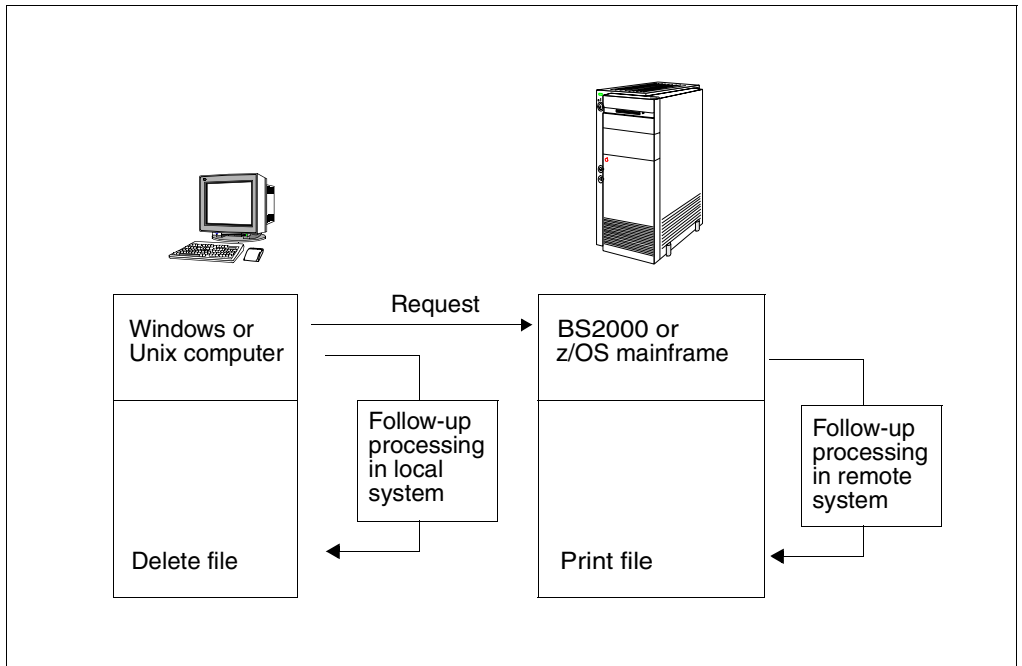 Request
Windows or
Unix computer
BS2000 or
z/OS mainframe
Follow-up
processing
in local
system
Follow-up
processing
in remote
system
Delete file
Print file